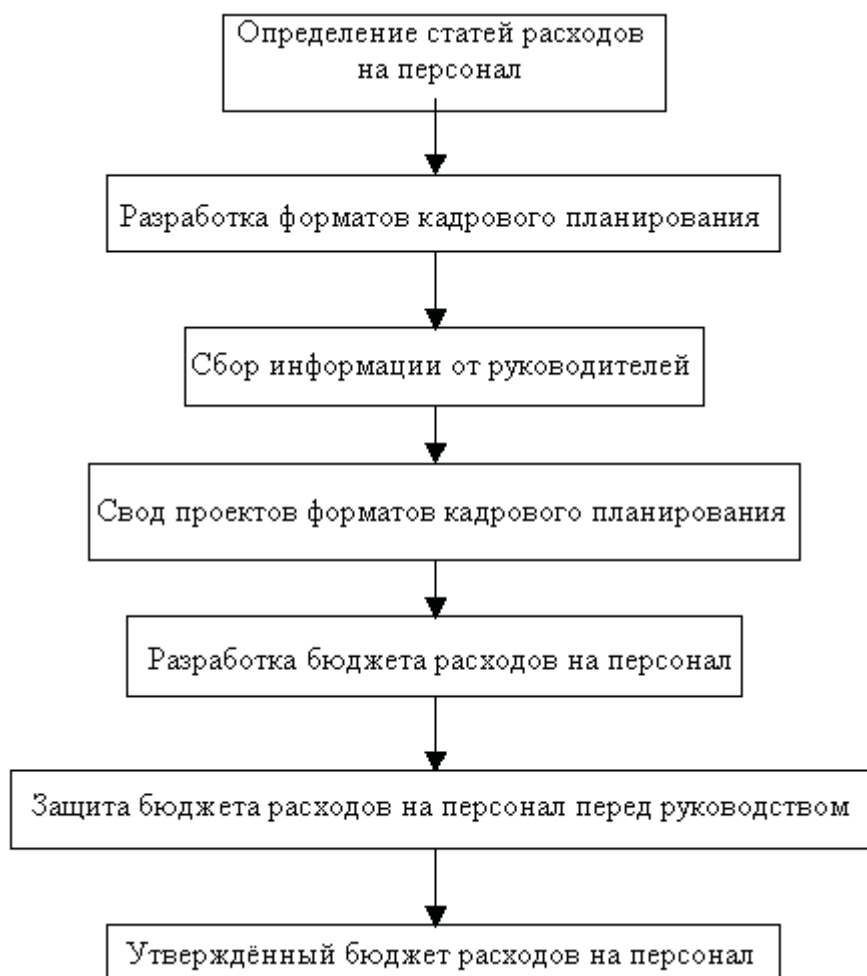 Определение статей расходов
на персонал
Разработка форматов кадрового планирования
Сбор информации от руководителей
Свод проектов форматов кадрового планирования
Разработка бюджета расходов на персонал
Защита бюджета расходов на персонал перед руководством
Утверждённый бюджет расходов на персонал